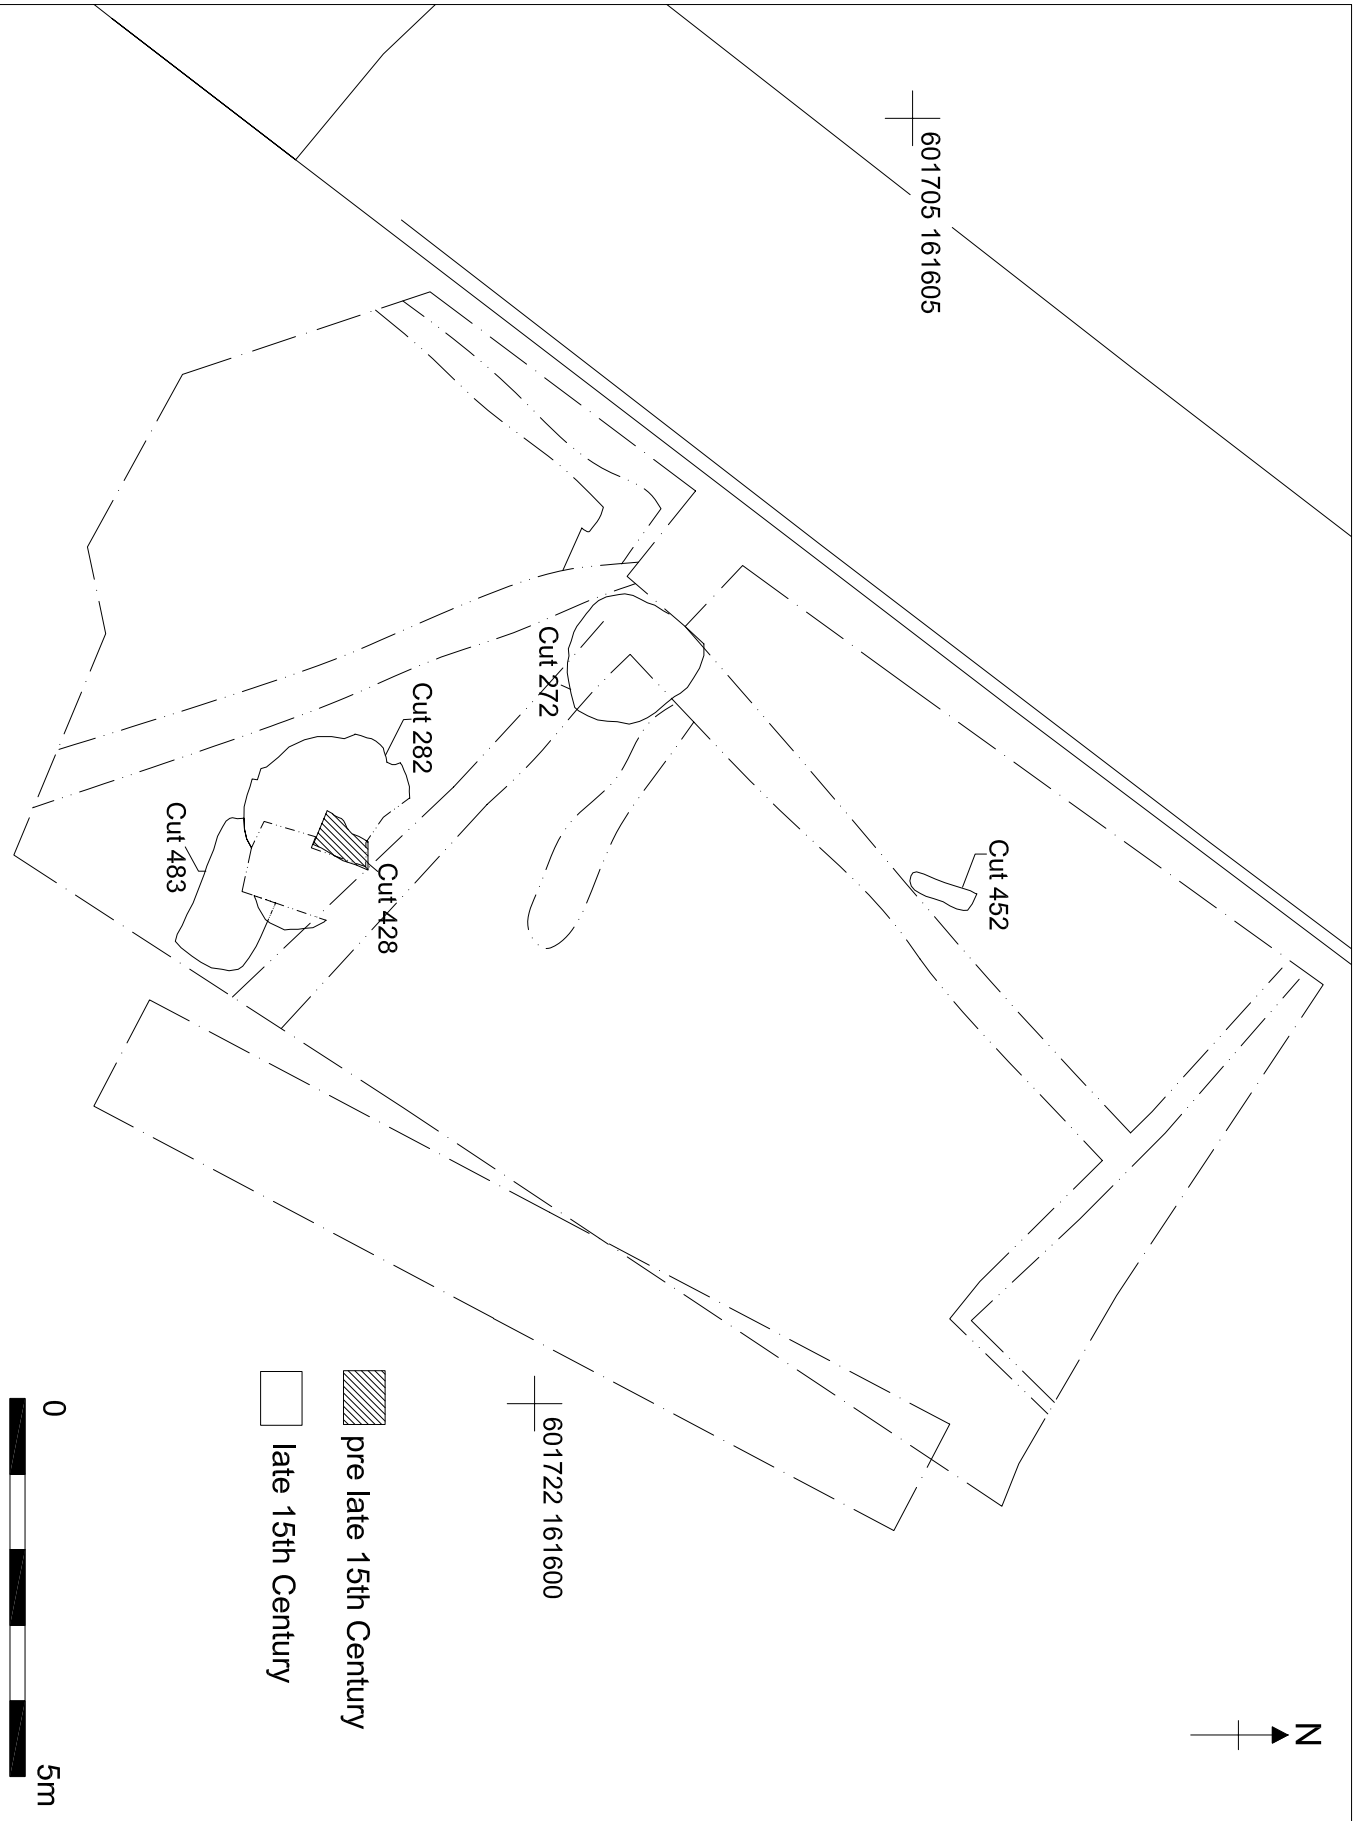 N
601705 161605
Cut 452
Cut 272
Cut 282
Cut 428
Cut 483
601722 161600
pre late 15th Century
late 15th Century
0
5m